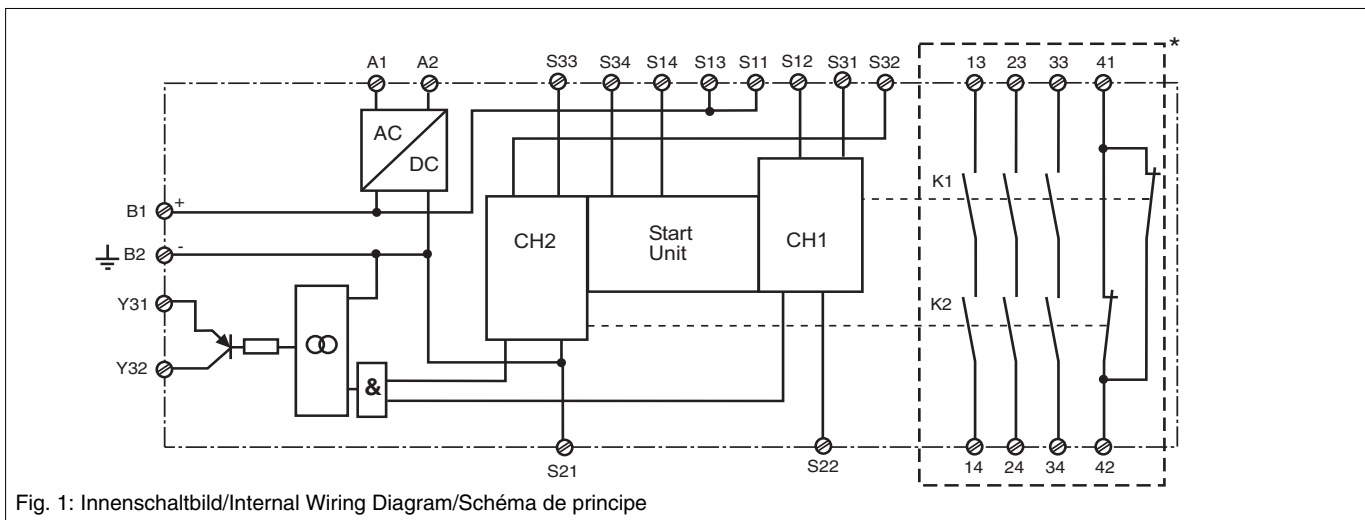 A1 A2 S33 S34 S14 S13 S11 S12 S31 S32 13 23 33 41 *
AC
DC
K1
B1 +
CH2 Start Unit CH1
B2 -
Y31
K2
Y32
&
S21 S22 14 24 34 42
Fig. 1: Innenschaltbild/Internal Wiring Diagram/Schéma de principe